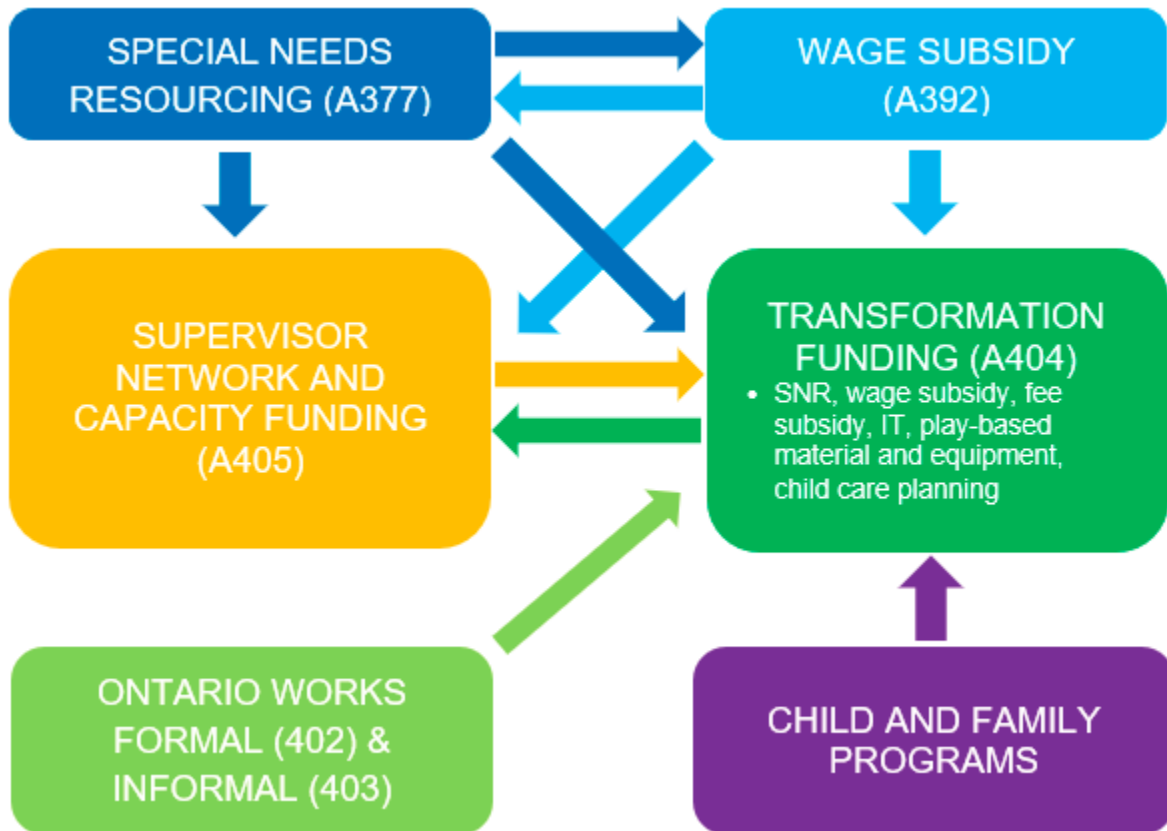 SPECIAL NEEDS
RESOURCING (A377)
WAGE SUBSIDY
(A392)
SUPERVISOR
NETWORK AND
CAPACITY FUNDING
(A405)
TRANSFORMATION
FUNDING (A404)
• SNR, wage subsidy, fee
subsidy, IT, play-based
material and equipment,
child care planning
ONTARIO WORKS
FORMAL (402) &
INFORMAL (403)
CHILD AND FAMILY
PROGRAMS